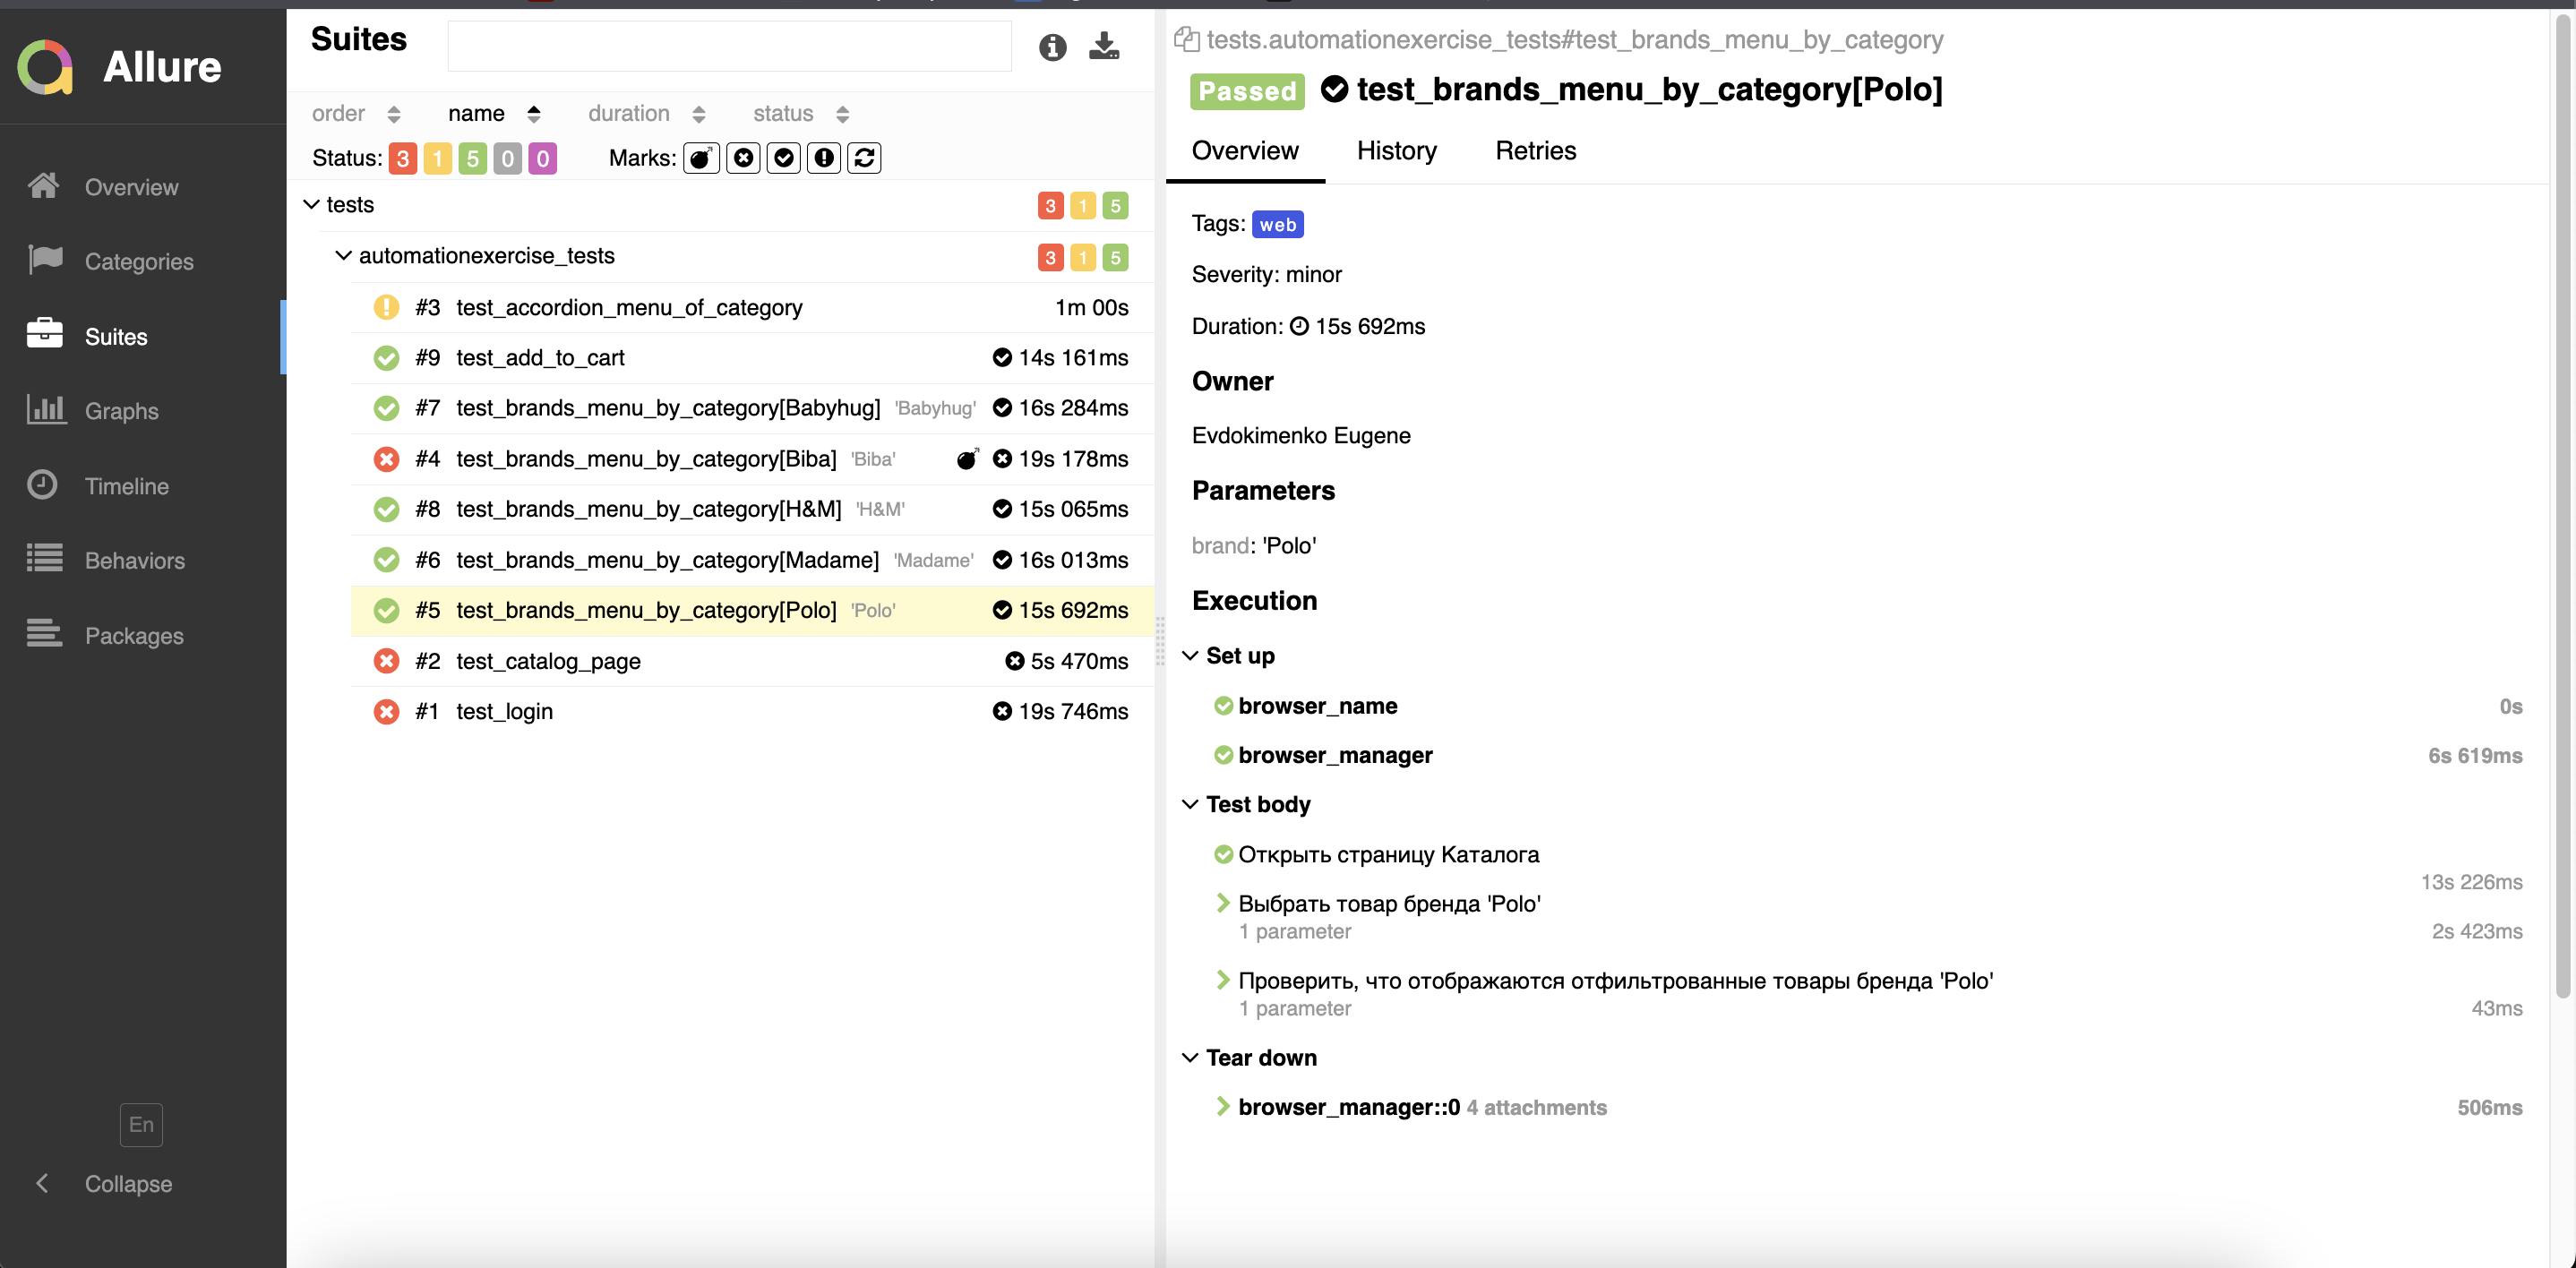 Allure
Overview
Categories
Suites
Graphs
Timeline
Behaviors
Packages
En
Collapse
Suites
order name duration status
Status: 3 1 5 0 0 Marks:
tests 3 1 5
automationexercise_tests 3 1 5
#3 test_accordion_menu_of_category 1m 00s
#9 test_add_to_cart 14s 161ms
#7 test_brands_menu_by_category[Babyhug] 'Babyhug' 16s 284ms
#4 test_brands_menu_by_category[Biba] 'Biba' 19s 178ms
#8 test_brands_menu_by_category[H&M] 'H&M' 15s 065ms
#6 test_brands_menu_by_category[Madame] 'Madame' 16s 013ms
#5 test_brands_menu_by_category[Polo] 'Polo' 15s 692ms
#2 test_catalog_page 5s 470ms
#1 test_login 19s 746ms
tests.automationexercise_tests#test_brands_menu_by_category
Passed test_brands_menu_by_category[Polo]
Overview History Retries
Tags: web
Severity: minor
Duration: 15s 692ms
Owner
Evdokimenko Eugene
Parameters
brand: 'Polo'
Execution
Set up
browser_name 0s
browser_manager 6s 619ms
Test body
Открыть страницу Каталога
13s 226ms
Выбрать товар бренда 'Polo'
1 parameter 2s 423ms
Проверить, что отображаются отфильтрованные товары бренда 'Polo'
1 parameter 43ms
Tear down
browser_manager::0 4 attachments 506ms